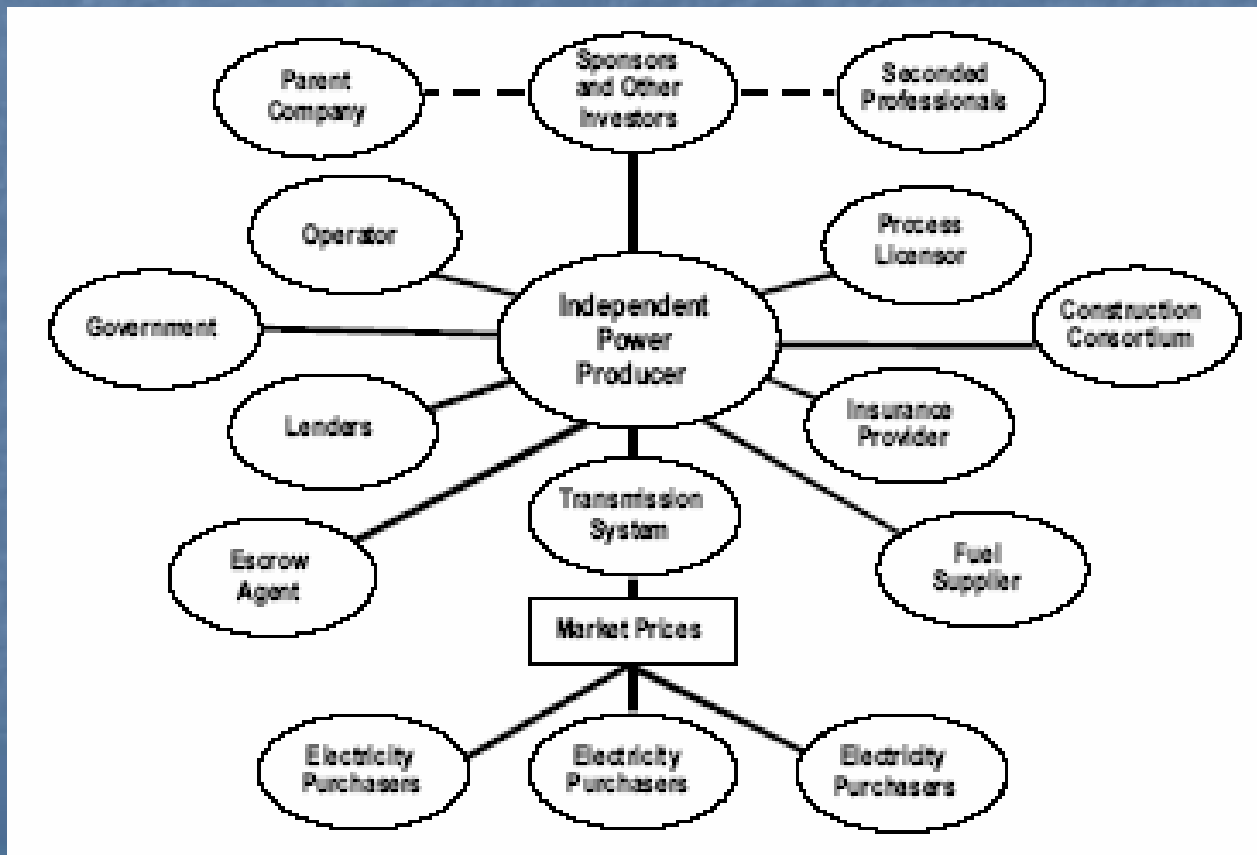 Parent
Company
Sponsors
and Other
Investors
Seconded
Professionals
Operator
Process
Licensor
Government
Independent
Power
Producer
Construction
Consortium
Lenders
Insurance
Provider
Transmission
System
Escrow
Agent
Fuel
Supplier
Market Prices
Electricity
Purchasers
Electricity
Purchasers
Electricity
Purchasers